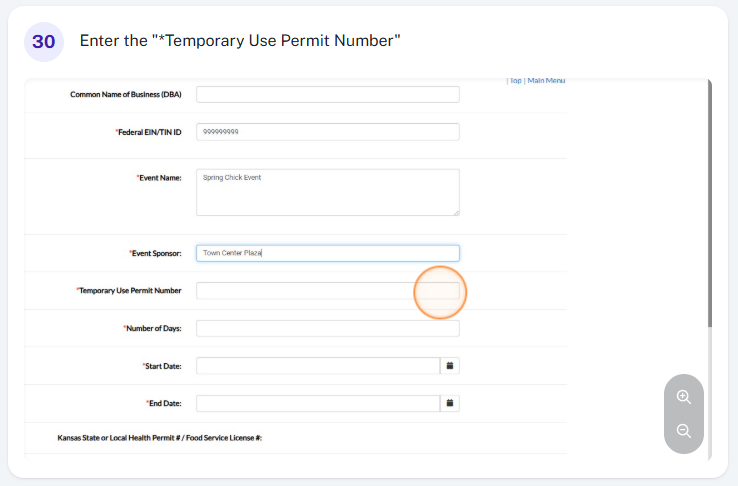 30 Enter the "*Temporary Use Permit Number"
| Top | Main Menu
Common Name of Business (DBA)
*Federal EIN/TIN ID 999999999
*Event Name: Spring Chick Event
*Event Sponsor: Town Center Plaza
*Temporary Use Permit Number
*Number of Days:
*Start Date:
*End Date:
Kansas State or Local Health Permit # / Food Service License #: